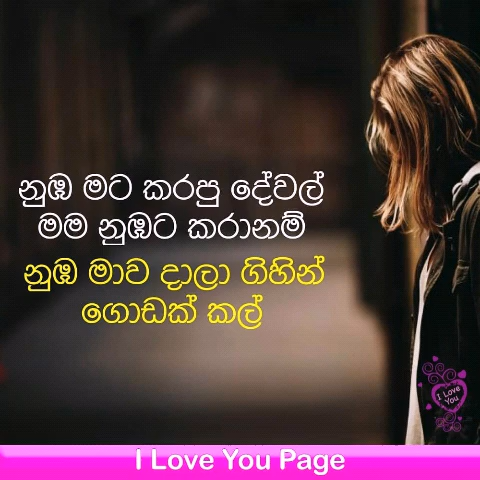 නුඹ මට කරපු දේවල්
මම නුඹට කරානම්
නුඹ මාව දාලා ගිහින්
ගොඩක් කල්
I Love
You
I Love You Page